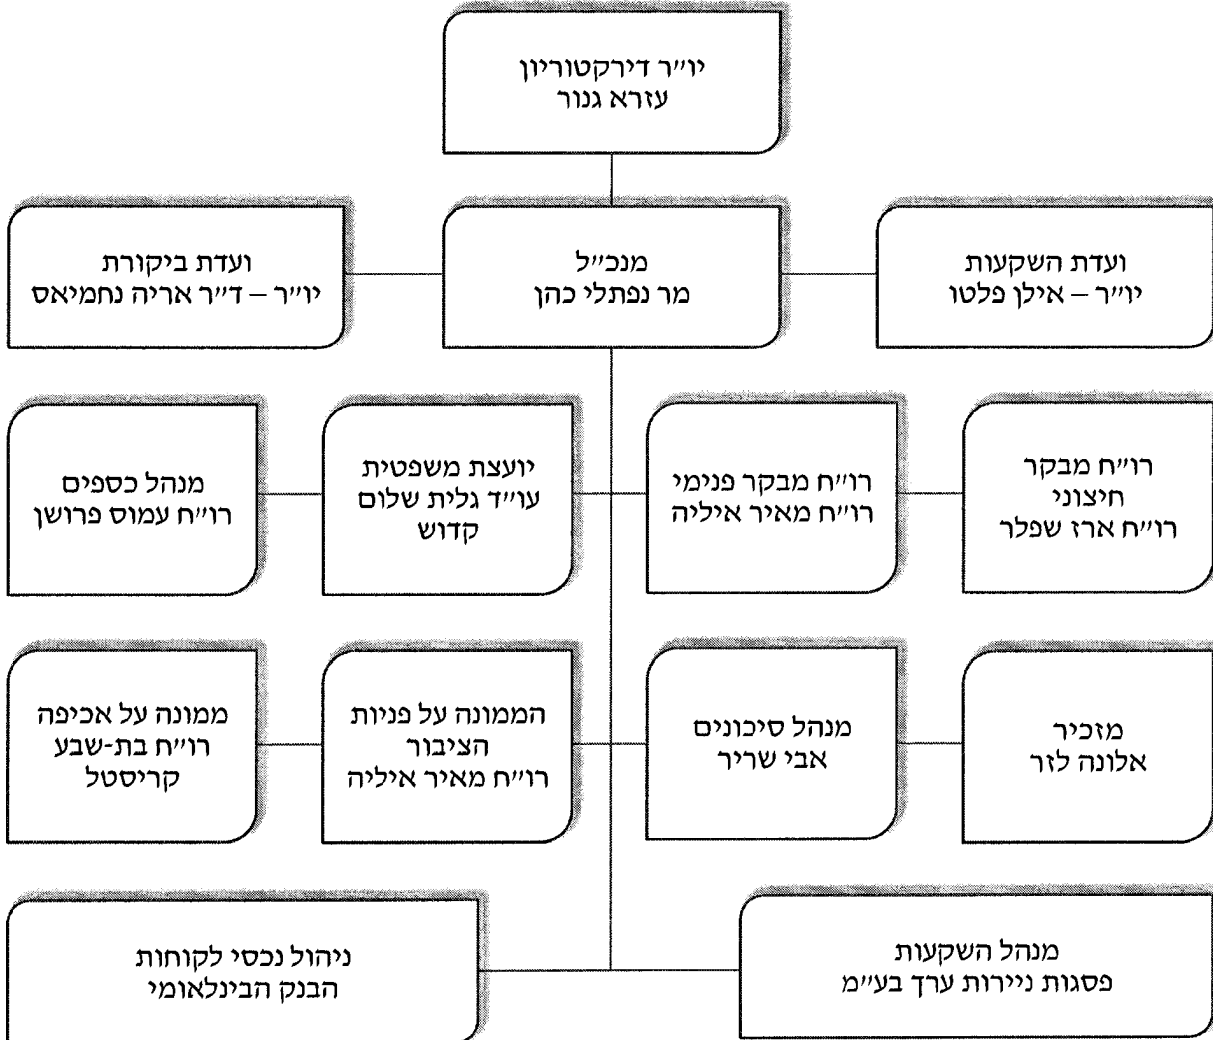 יו״ר דירקטוריון
עזרא גנור
ועדת השקעות
יו״ר – אילן פלטו
מנכ״ל
מר נפתלי כהן
ועדת ביקורת
יו״ר – ד״ר אריה נחמיאס
רו״ח מבקר
חיצוני
רו״ח ארז שפלר
רו״ח מבקר פנימי
רו״ח מאיר איליה
יועצת משפטית
עו״ד גלית שלום
קדוש
מנהל כספים
רו״ח עמוס פרושן
מזכיר
אלונה לזר
מנהל סיכונים
אבי שריר
הממונה על פניות
הציבור
רו״ח מאיר איליה
ממונה על אכיפה
רו״ח בת-שבע
קריסטל
מנהל השקעות
פסגות ניירות ערך בע״מ
ניהול נכסי לקוחות
הבנק הבינלאומי